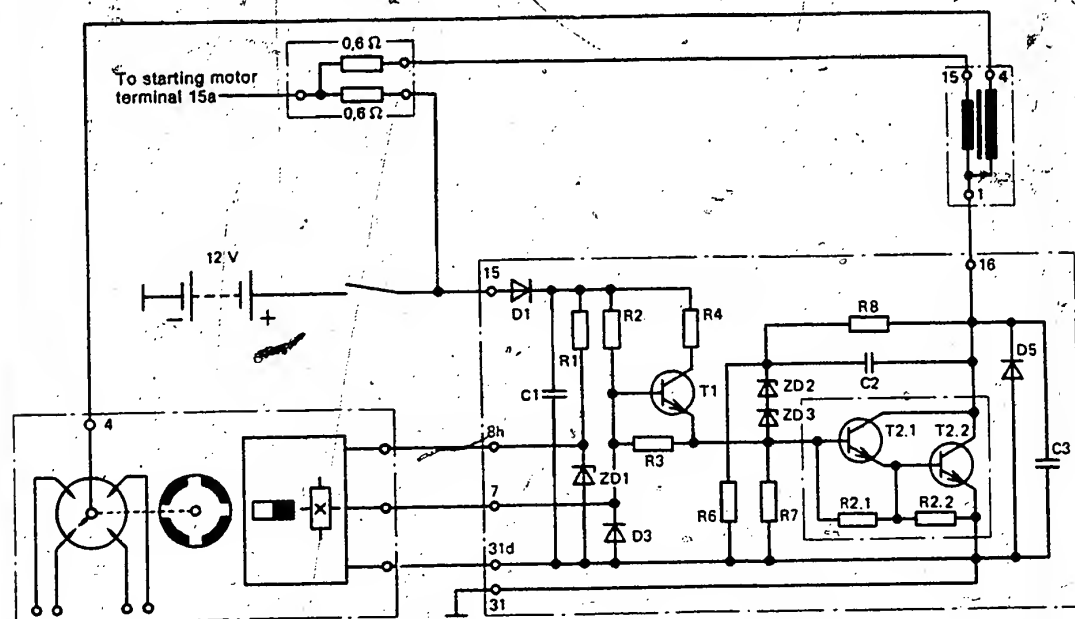 0,6 Ω
To starting motor
terminal 15a
0,6 Ω
15 4
1
12 V
− +
15
16
D1
R1
R2
R4
R8
D5
C1
T1
ZD2
C2
ZD3
T2.1
T2.2
C3
4
8h
R3
ZD1
7
R6
R7
R2.1
R2.2
D3
31d
31